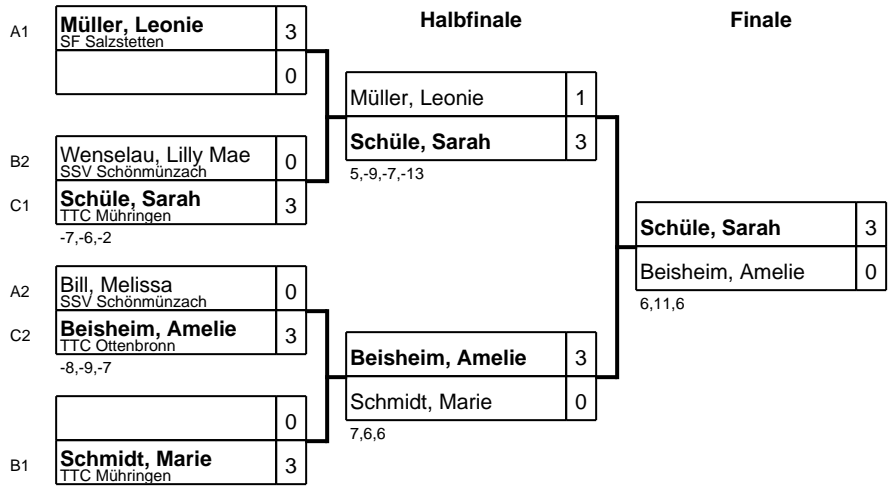 Halbfinale
Finale
A1
Müller, Leonie
3
SF Salzstetten
0
B2
Wenselau, Lilly Mae
0
SSV Schönmünzach
C1
Schüle, Sarah
3
TTC Mühringen
-7,-6,-2
A2
Bill, Melissa
0
SSV Schönmünzach
C2
Beisheim, Amelie
3
TTC Ottenbronn
-8,-9,-7
0
B1
Schmidt, Marie
3
TTC Mühringen
Müller, Leonie
1
Schüle, Sarah
3
5,-9,-7,-13
Beisheim, Amelie
3
Schmidt, Marie
0
7,6,6
Schüle, Sarah
3
Beisheim, Amelie
0
6,11,6